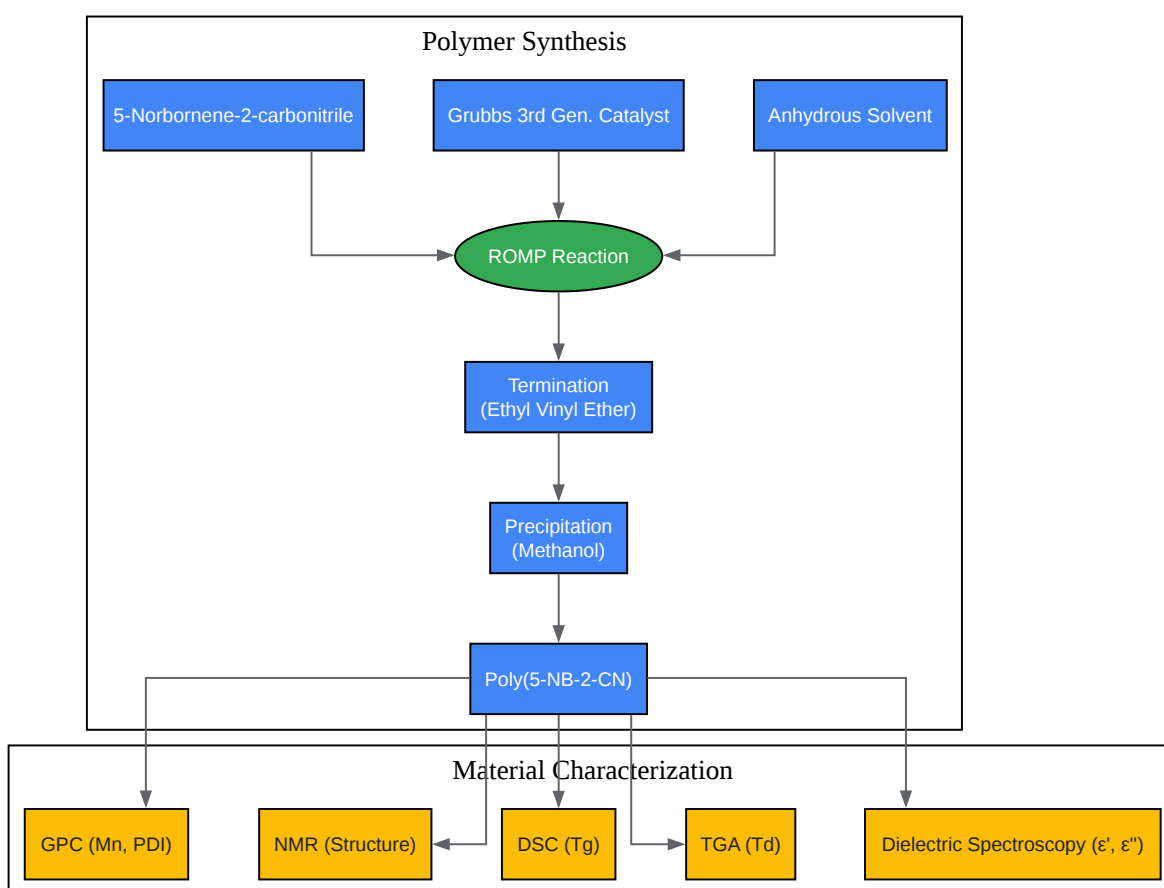 Polymer Synthesis
5-Norbornene-2-carbonitrile
Grubbs 3rd Gen. Catalyst
Anhydrous Solvent
ROMP Reaction
Termination
(Ethyl Vinyl Ether)
Precipitation
(Methanol)
Poly(5-NB-2-CN)
Material Characterization
GPC (Mn, PDI)
NMR (Structure)
DSC (Tg)
TGA (Td)
Dielectric Spectroscopy (ε', ε'')